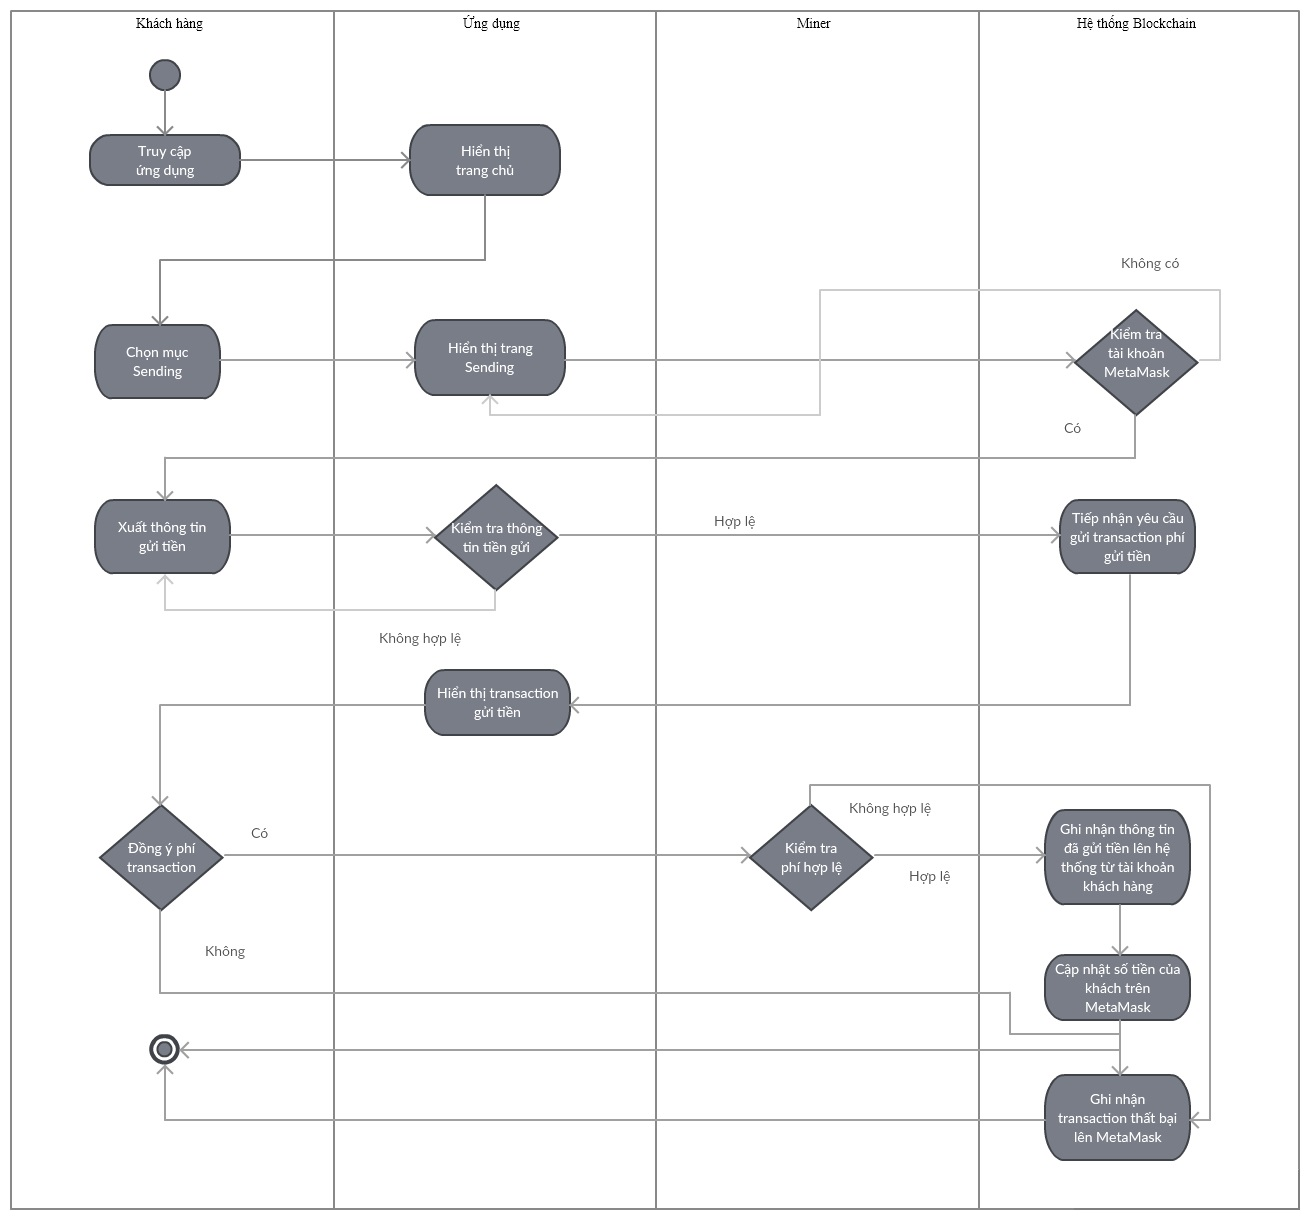 Khách hàng
Ứng dụng
Miner
Hệ thống Blockchain
Truy cập
ứng dụng
Hiển thị
trang chủ
Không có
Chọn mục
Sending
Hiển thị trang
Sending
Kiểm tra
tài khoản
MetaMask
Có
Xuất thông tin
gửi tiền
Kiểm tra thông
tin tiền gửi
Hợp lệ
Tiếp nhận yêu cầu
gửi transaction phí
gửi tiền
Không hợp lệ
Hiển thị transaction
gửi tiền
Đồng ý phí
transaction
Có
Kiểm tra
phí hợp lệ
Không hợp lệ
Hợp lệ
Ghi nhận thông tin
đã gửi tiền lên hệ
thống từ tài khoản
khách hàng
Không
Cập nhật số tiền của
khách trên
MetaMask
Ghi nhận
transaction thất bại
lên MetaMask